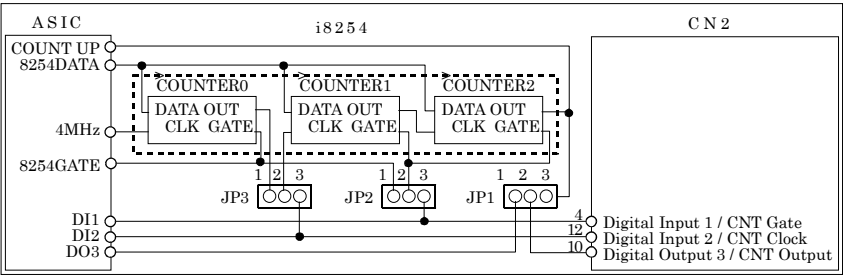 ASIC
i8254
CN2
COUNT UP
8254DATA
COUNTER0 COUNTER1 COUNTER2
DATA OUT DATA OUT DATA OUT
CLK GATE CLK GATE CLK GATE
4MHz
8254GATE
1 2 3 1 2 3 1 2 3
JP3 JP2 JP1
DI1 4 Digital Input 1 / CNT Gate
DI2 12 Digital Input 2 / CNT Clock
DO3 10 Digital Output 3 / CNT Output